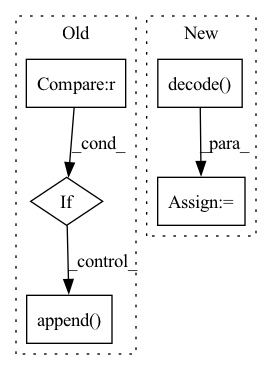 Old
New
Compare:r
decode()
_cond_
_para_
If
Assign:=
_control_
append()